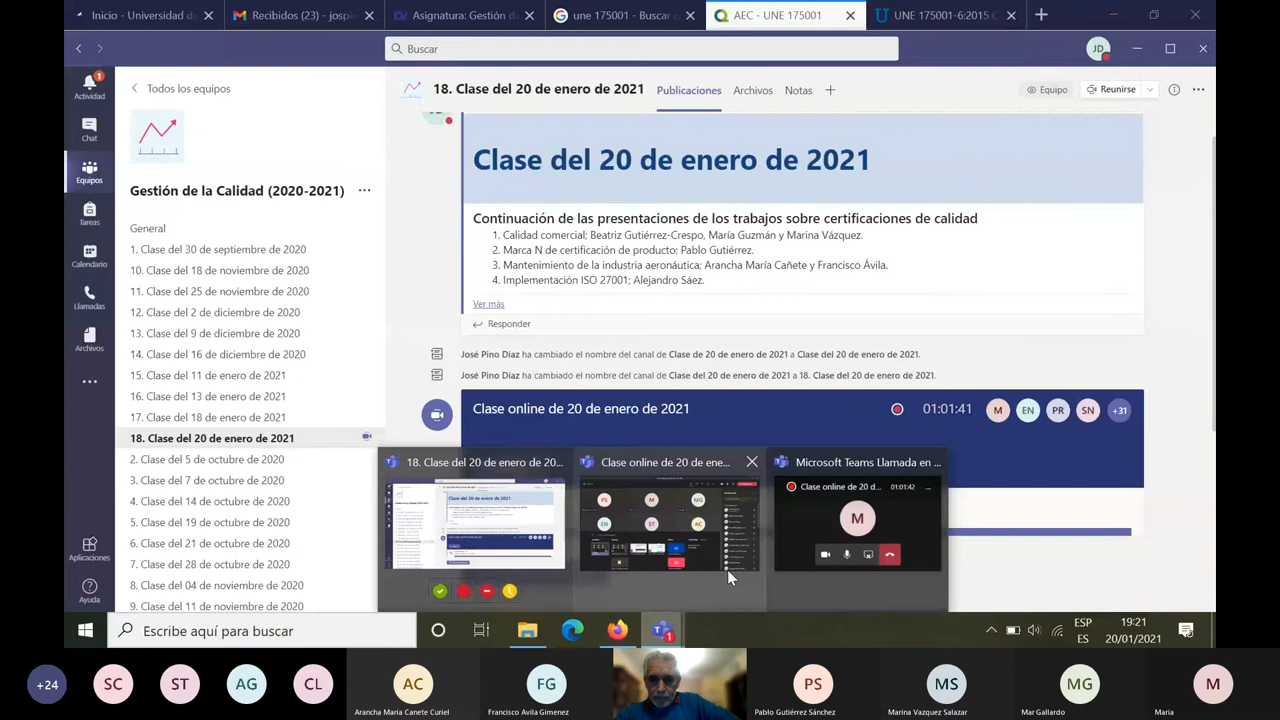 Inicio - Universidad d
Recibidos (23) - jospin
Asignatura: Gestión de
une 175001 - Buscar
AEC - UNE 175001
UNE 175001-6:2015 C
Buscar
JD
Actividad
Chat
Equipos
Tareas
Calendario
Llamadas
Archivos
Aplicaciones
Ayuda
Todos los equipos
Gestión de la Calidad (2020-2021)
General
1. Clase del 30 de septiembre de 2020
10. Clase del 18 de noviembre de 2020
11. Clase del 25 de noviembre de 2020
12. Clase del 2 de diciembre de 2020
13. Clase del 9 de diciembre de 2020
14. Clase del 16 de diciembre de 2020
15. Clase del 11 de enero de 2021
16. Clase del 13 de enero de 2021
17. Clase del 18 de enero de 2021
18. Clase del 20 de enero de 2021
2. Clase del 5 de octubre de 2020
3. Clase del 7 de octubre de 2020
4. Clase del 14 de octubre de 2020
5. Clase del 19 de octubre de 2020
6. Clase del 21 de octubre de 2020
7. Clase del 28 de octubre de 2020
8. Clase del 04 de noviembre de 2020
9. Clase del 11 de noviembre de 2020
18. Clase del 20 de enero de 2021
Publicaciones
Archivos
Notas
Equipo
Reunirse
Clase del 20 de enero de 2021
Continuación de las presentaciones de los trabajos sobre certificaciones de calidad
1. Calidad comercial; Beatriz Gutiérrez-Crespo, María Guzmán y Marina Vázquez.
2. Marca N de certificación de producto; Pablo Gutiérrez.
3. Mantenimiento de la industria aeronáutica; Arancha María Cañete y Francisco Ávila.
4. Implementación ISO 27001; Alejandro Sáez.
Ver más
Responder
José Pino Díaz ha cambiado el nombre del canal de Clase de 20 de enero de 2021 a Clase del 20 de enero de 2021.
José Pino Díaz ha cambiado el nombre del canal de Clase del 20 de enero de 2021 a 18. Clase del 20 de enero de 2021.
Clase online de 20 de enero de 2021
01:01:41
M EN PR SN +31
18. Clase del 20 de enero de 20...
Clase online de 20 de ene...
Microsoft Teams Llamada en ...
PS M MG
EN ST AC
Clase online de 20 d...
01:01:42
M
Escribe aquí para buscar
ESP
ES
19:21
20/01/2021
+24
SC
ST
AG
CL
AC
FG
PS
MS
MG
M
Arancha María Canete Curiel
Francisco Avila Gimenez
Pablo Gutiérrez Sánchez
Marina Vazquez Salazar
Mar Gallardo
Maria